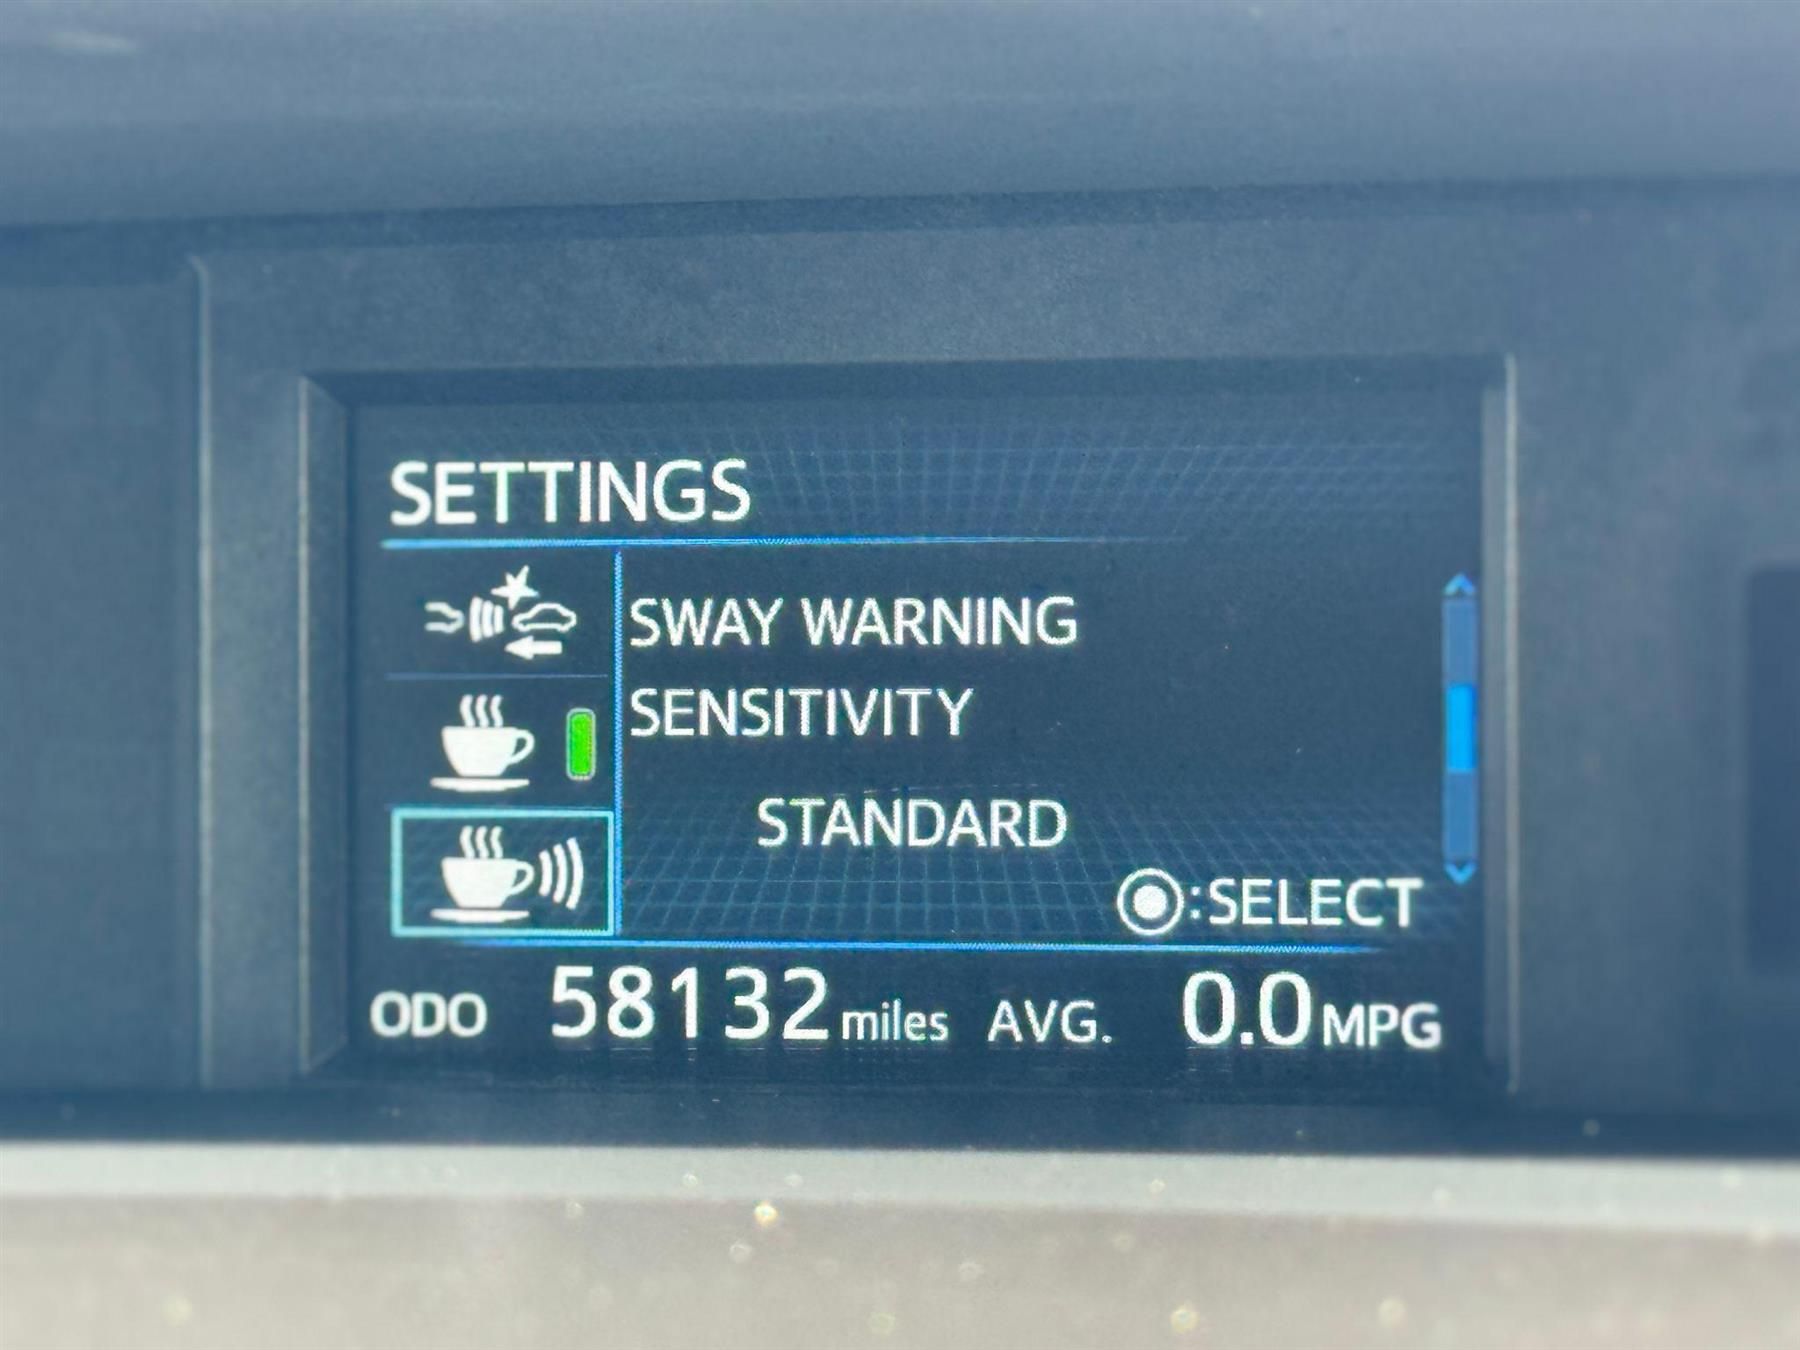 SETTINGS
SWAY WARNING
SENSITIVITY
STANDARD
:SELECT
ODO 58132 miles AVG. 0.0 MPG